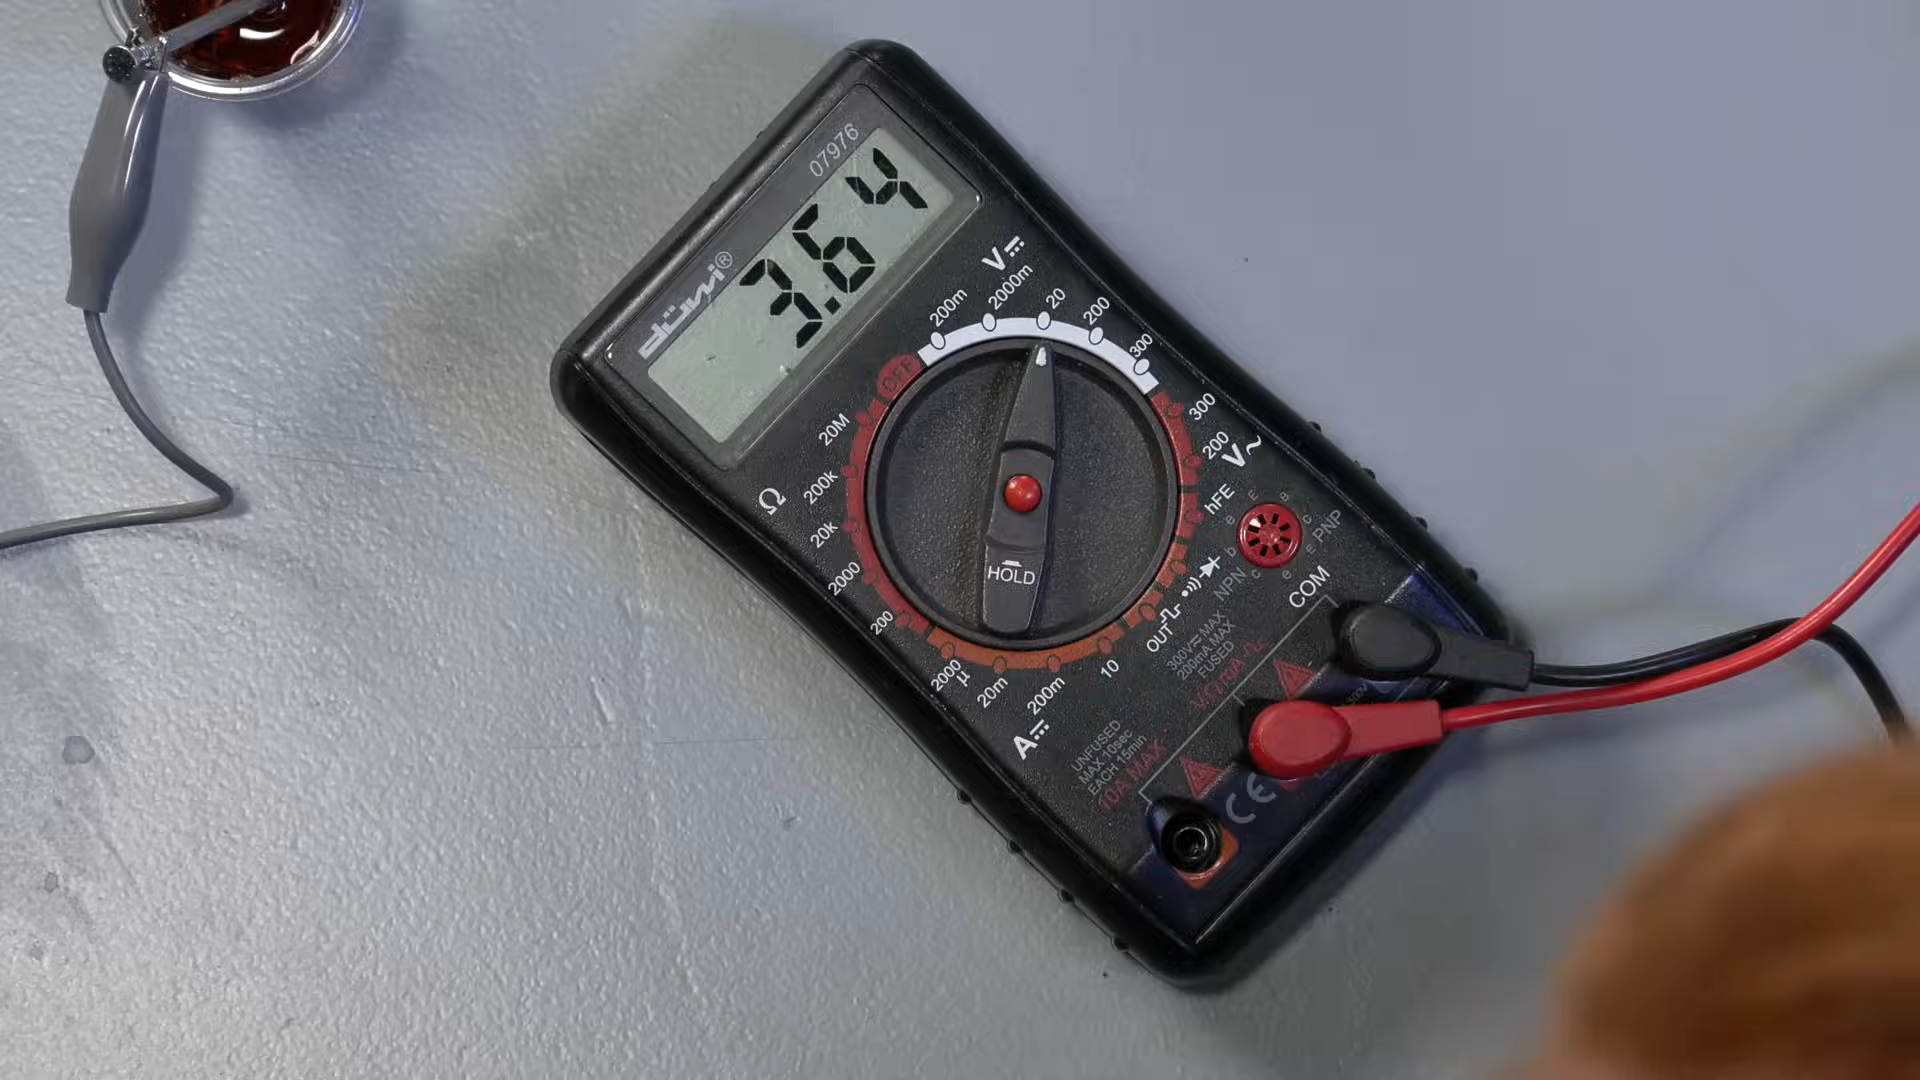 07976
düwi®
3.64
V
200m
2000m
20
200
300
OFF
20M
200k
20k
2000
200
Ω
300
200
V~
hFE
E
B
C
E
e
b
c
e
PNP
NPN
HOLD
OUT
COM
2000
μ
20m
200m
10
A
300V MAX
200mA MAX
FUSED
UNFUSED
MAX 10sec
EACH 15min
10A MAX
CE